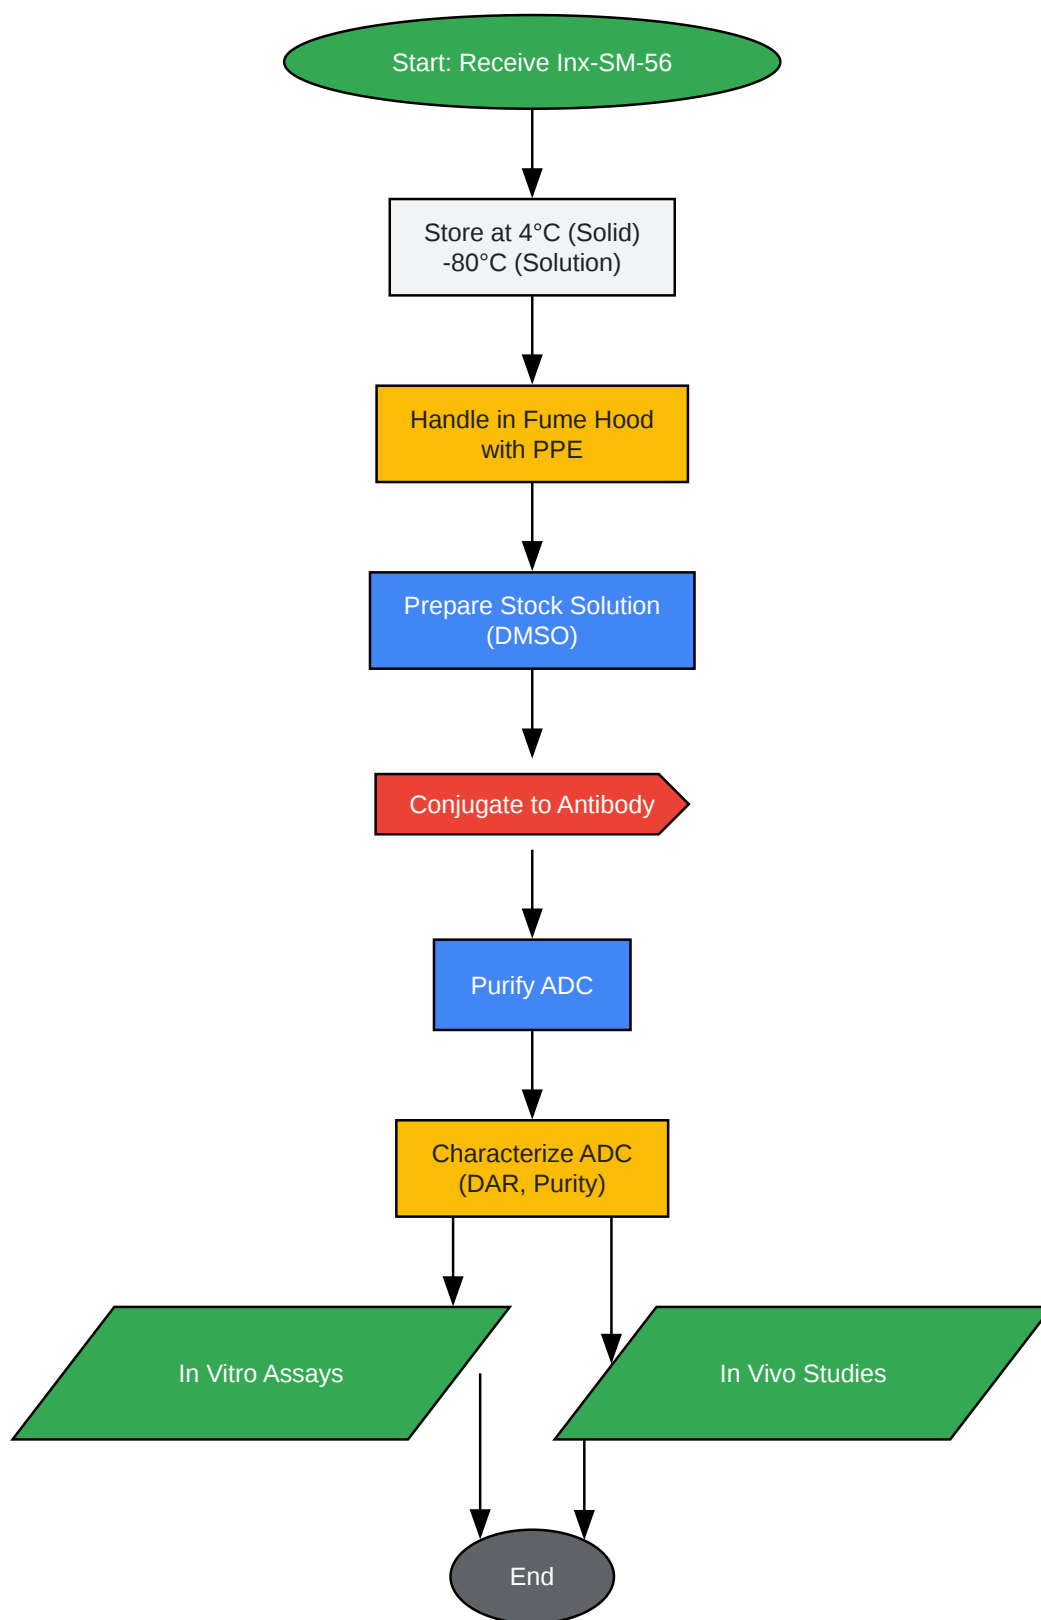 Start: Receive Inx-SM-56
Store at 4°C (Solid)
-80°C (Solution)
Handle in Fume Hood
with PPE
Prepare Stock Solution
(DMSO)
Conjugate to Antibody
Purify ADC
Characterize ADC
(DAR, Purity)
In Vitro Assays
In Vivo Studies
End